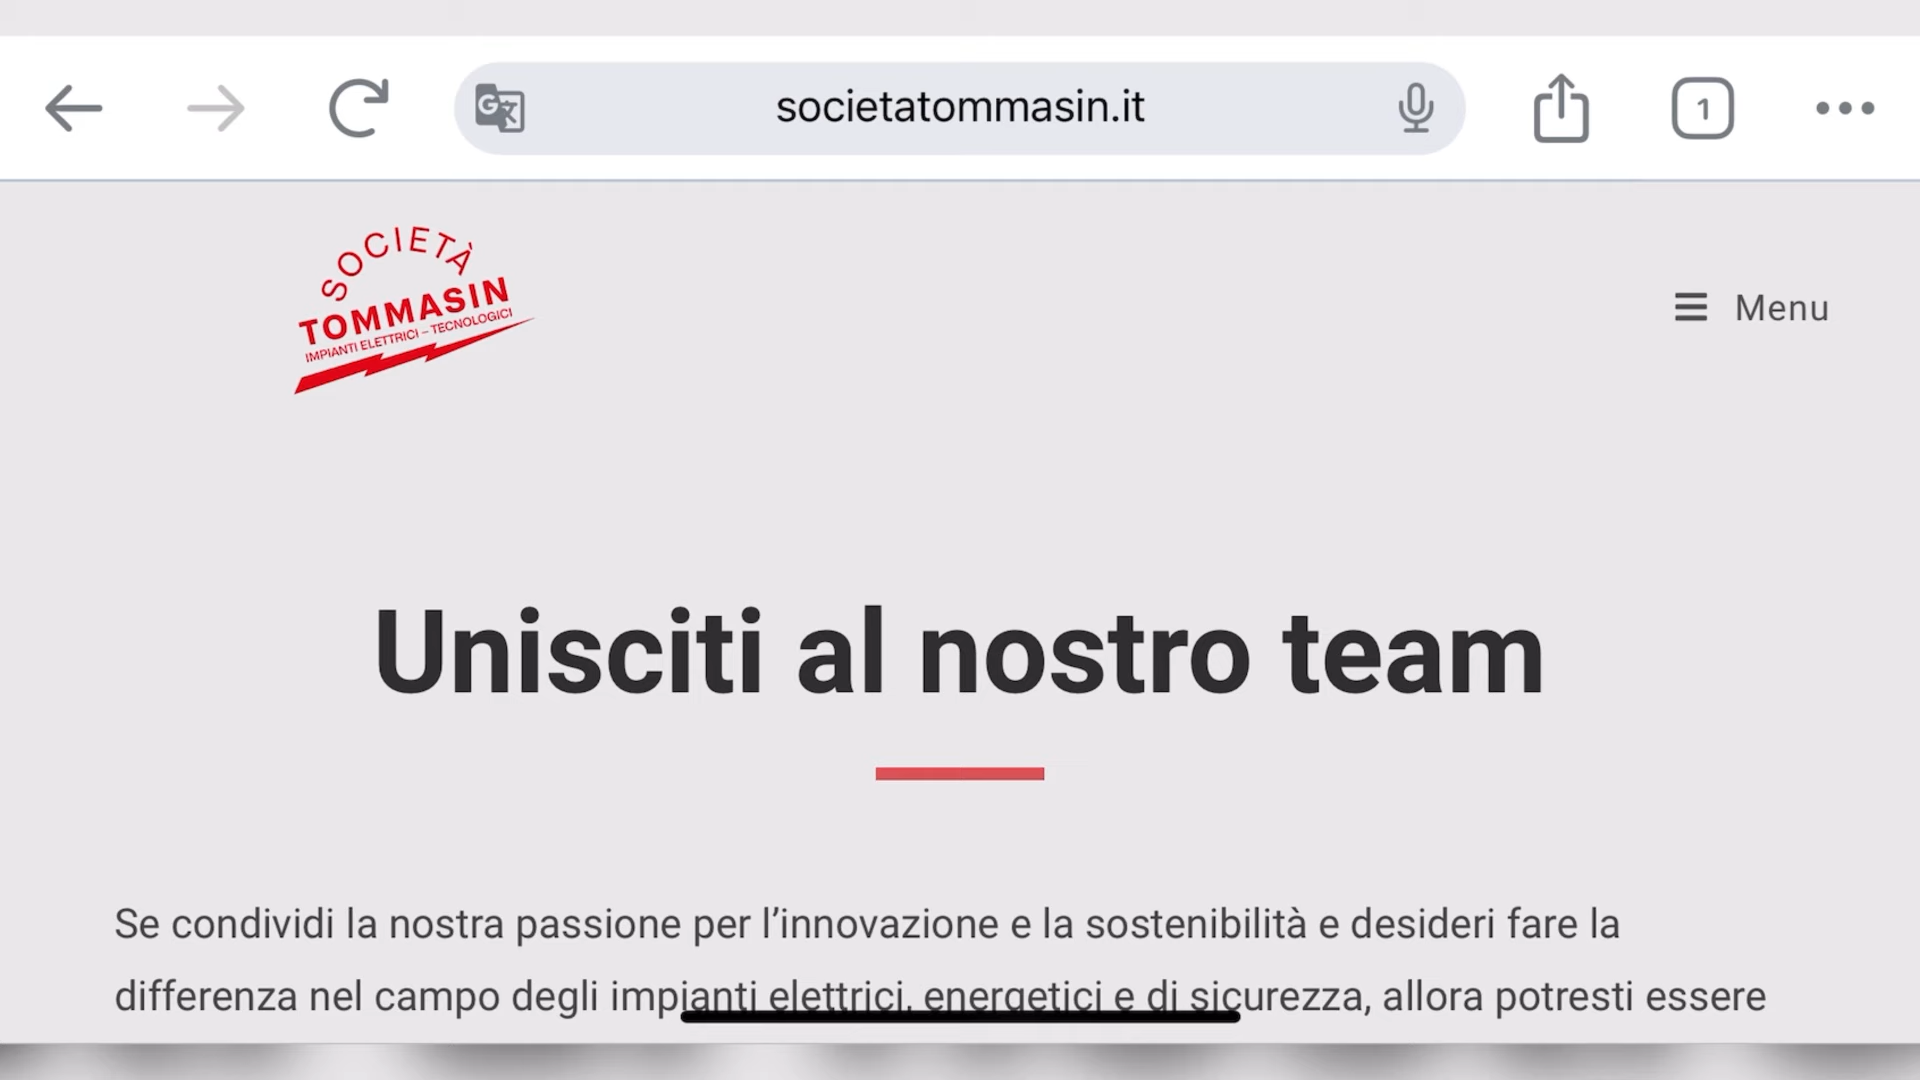 societatommasin.it
1
SOCIETÀ
TOMMASIN
IMPIANTI ELETTRICI – TECNOLOGICI
Menu
Unisciti al nostro team
Se condividi la nostra passione per l’innovazione e la sostenibilità e desideri fare la
differenza nel campo degli impianti elettrici, energetici e di sicurezza, allora potresti essere